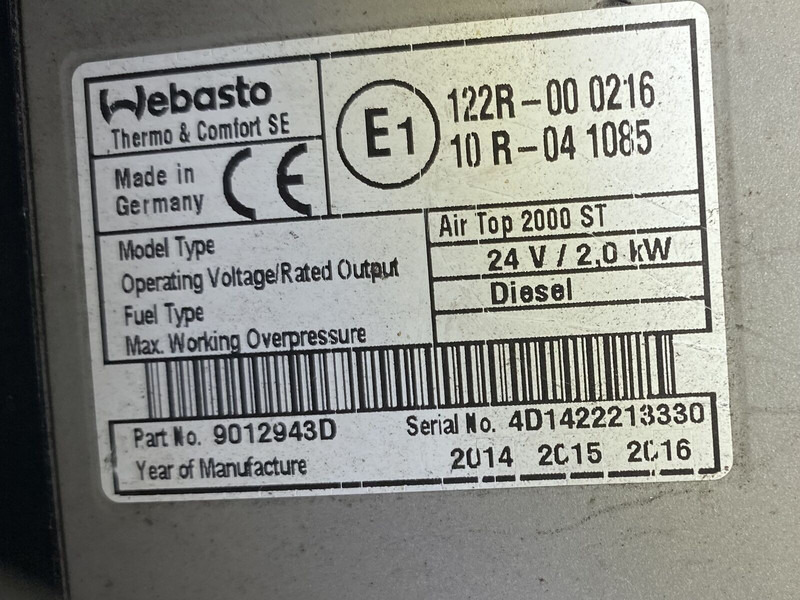 Webasto
Thermo & Comfort SE
Made in
Germany
CE
E1
122R-00 0216
10 R-04 1085
Model Type
Air Top 2000 ST
Operating Voltage/Rated Output
24 V / 2,0 kW
Fuel Type
Diesel
Max. Working Overpressure
Part No. 9012943D
Serial No. 4D1422213330
Year of Manufacture
2014 2015 2016